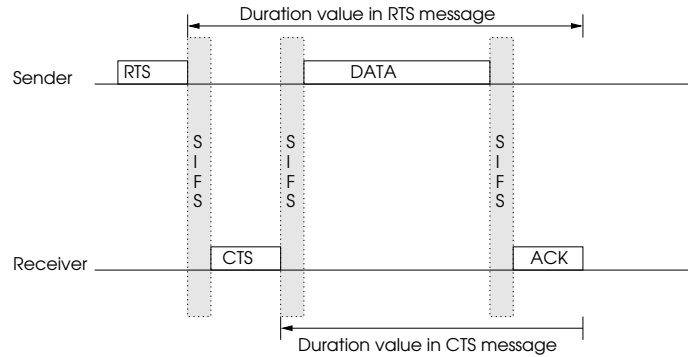 Duration value in RTS message
Sender
RTS
DATA
S
I
F
S
S
I
F
S
S
I
F
S
Receiver
CTS
ACK
Duration value in CTS message